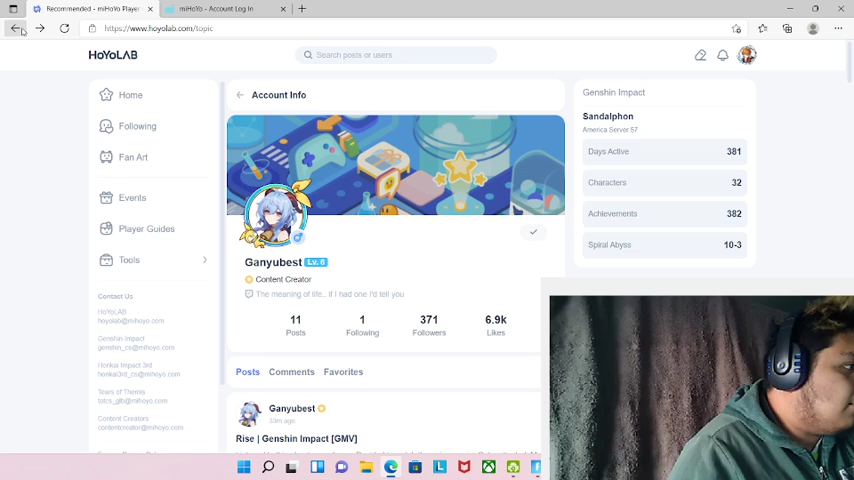 Recommended - miHoYo Player
miHoYo - Account Log In
https://www.hoyolab.com/topic
HoYoLAB
Search posts or users
Home
Following
Fan Art
Events
Player Guides
Tools
Contact Us
HoYoLAB
hoyolab@mihoyo.com
Genshin Impact
genshin_cs@mihoyo.com
Honkai Impact 3rd
honkai3rd_cs@mihoyo.com
Tears of Themis
totcs_glb@mihoyo.com
Content Creators
contentcreator@mihoyo.com
Account Info
Ganyubest Lv. 6
Content Creator
The meaning of life.. if I had one I'd tell you
11 1 371 6.9k
Posts Following Followers Likes
Posts Comments Favorites
Ganyubest
33m ago
Rise | Genshin Impact [GMV]
Genshin Impact
Sandalphon
America Server 57
Days Active 381
Characters 32
Achievements 382
Spiral Abyss 10-3